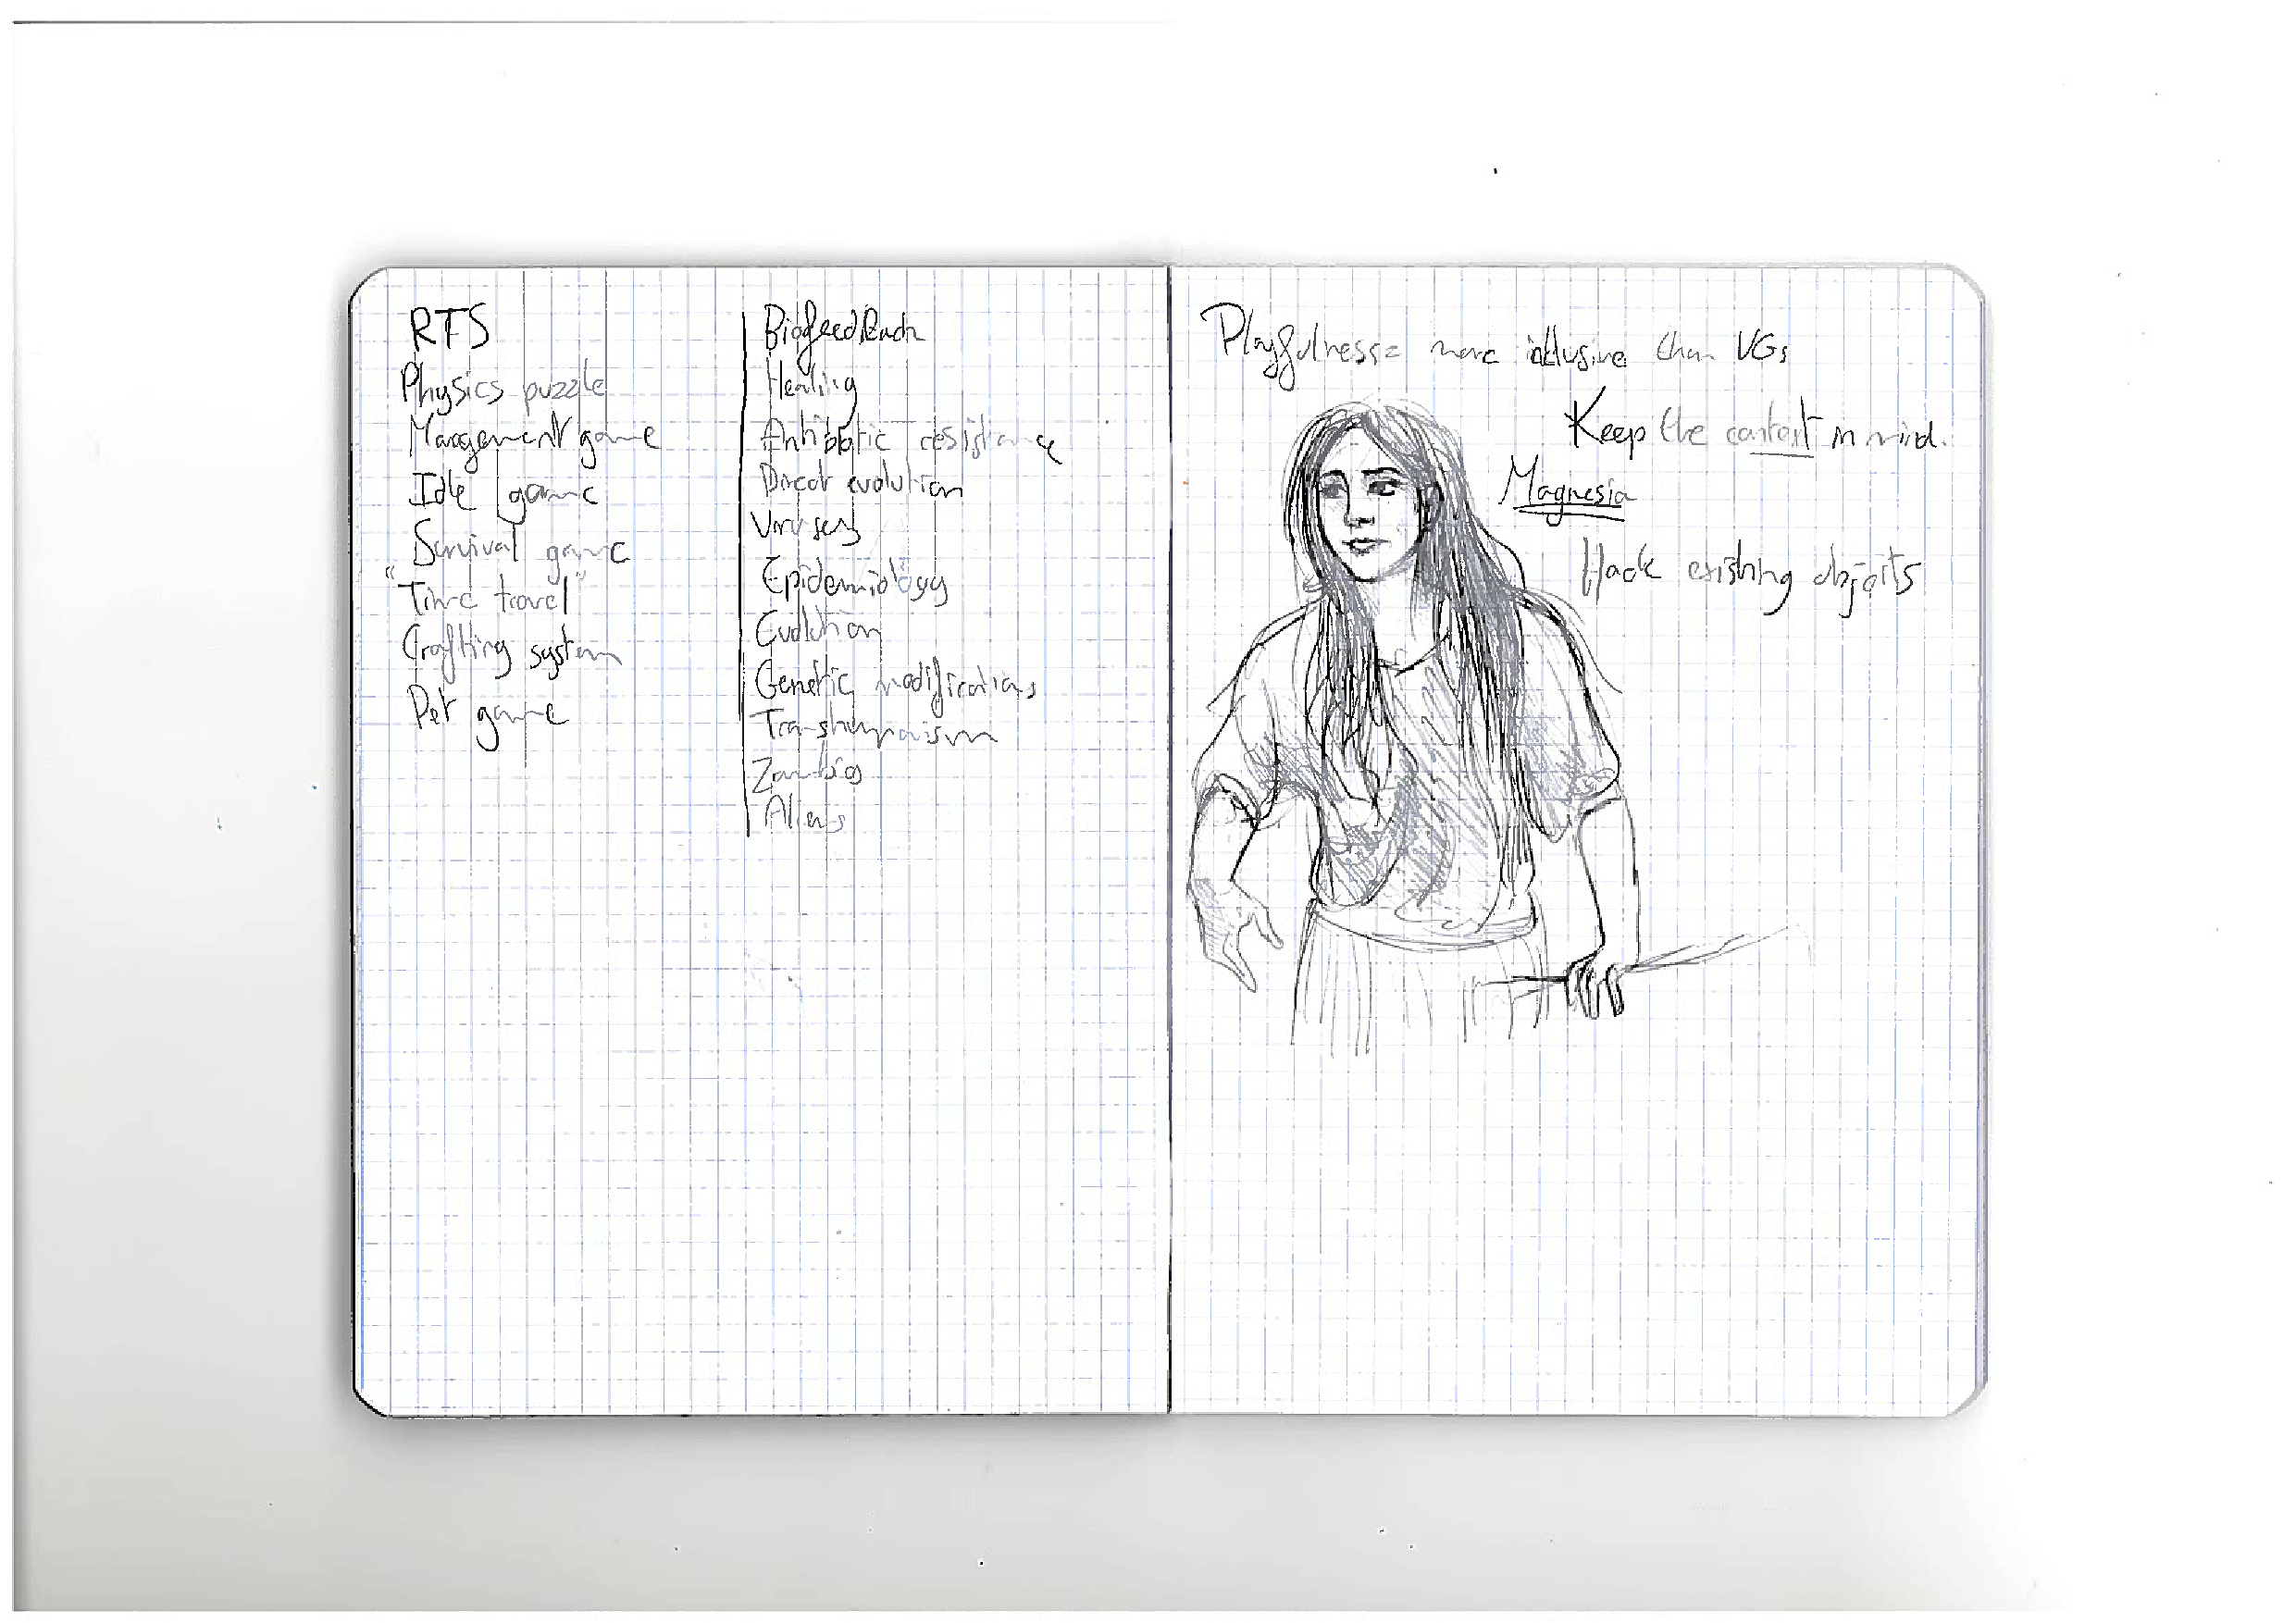 RTS
Physics puzzle
Management game
Idle game
Survival game
"Time travel"
Crafting system
Pet game
Biofeedback
Healing
Antibiotic resistance
Direct evolution
Viruses
Epidemiology
Evolution
Genetic modifications
Transhumanism
Zombies
Aliens
Playfulness = more inclusive than VGs
Keep the context in mind.
Magnesia
Hack existing objects